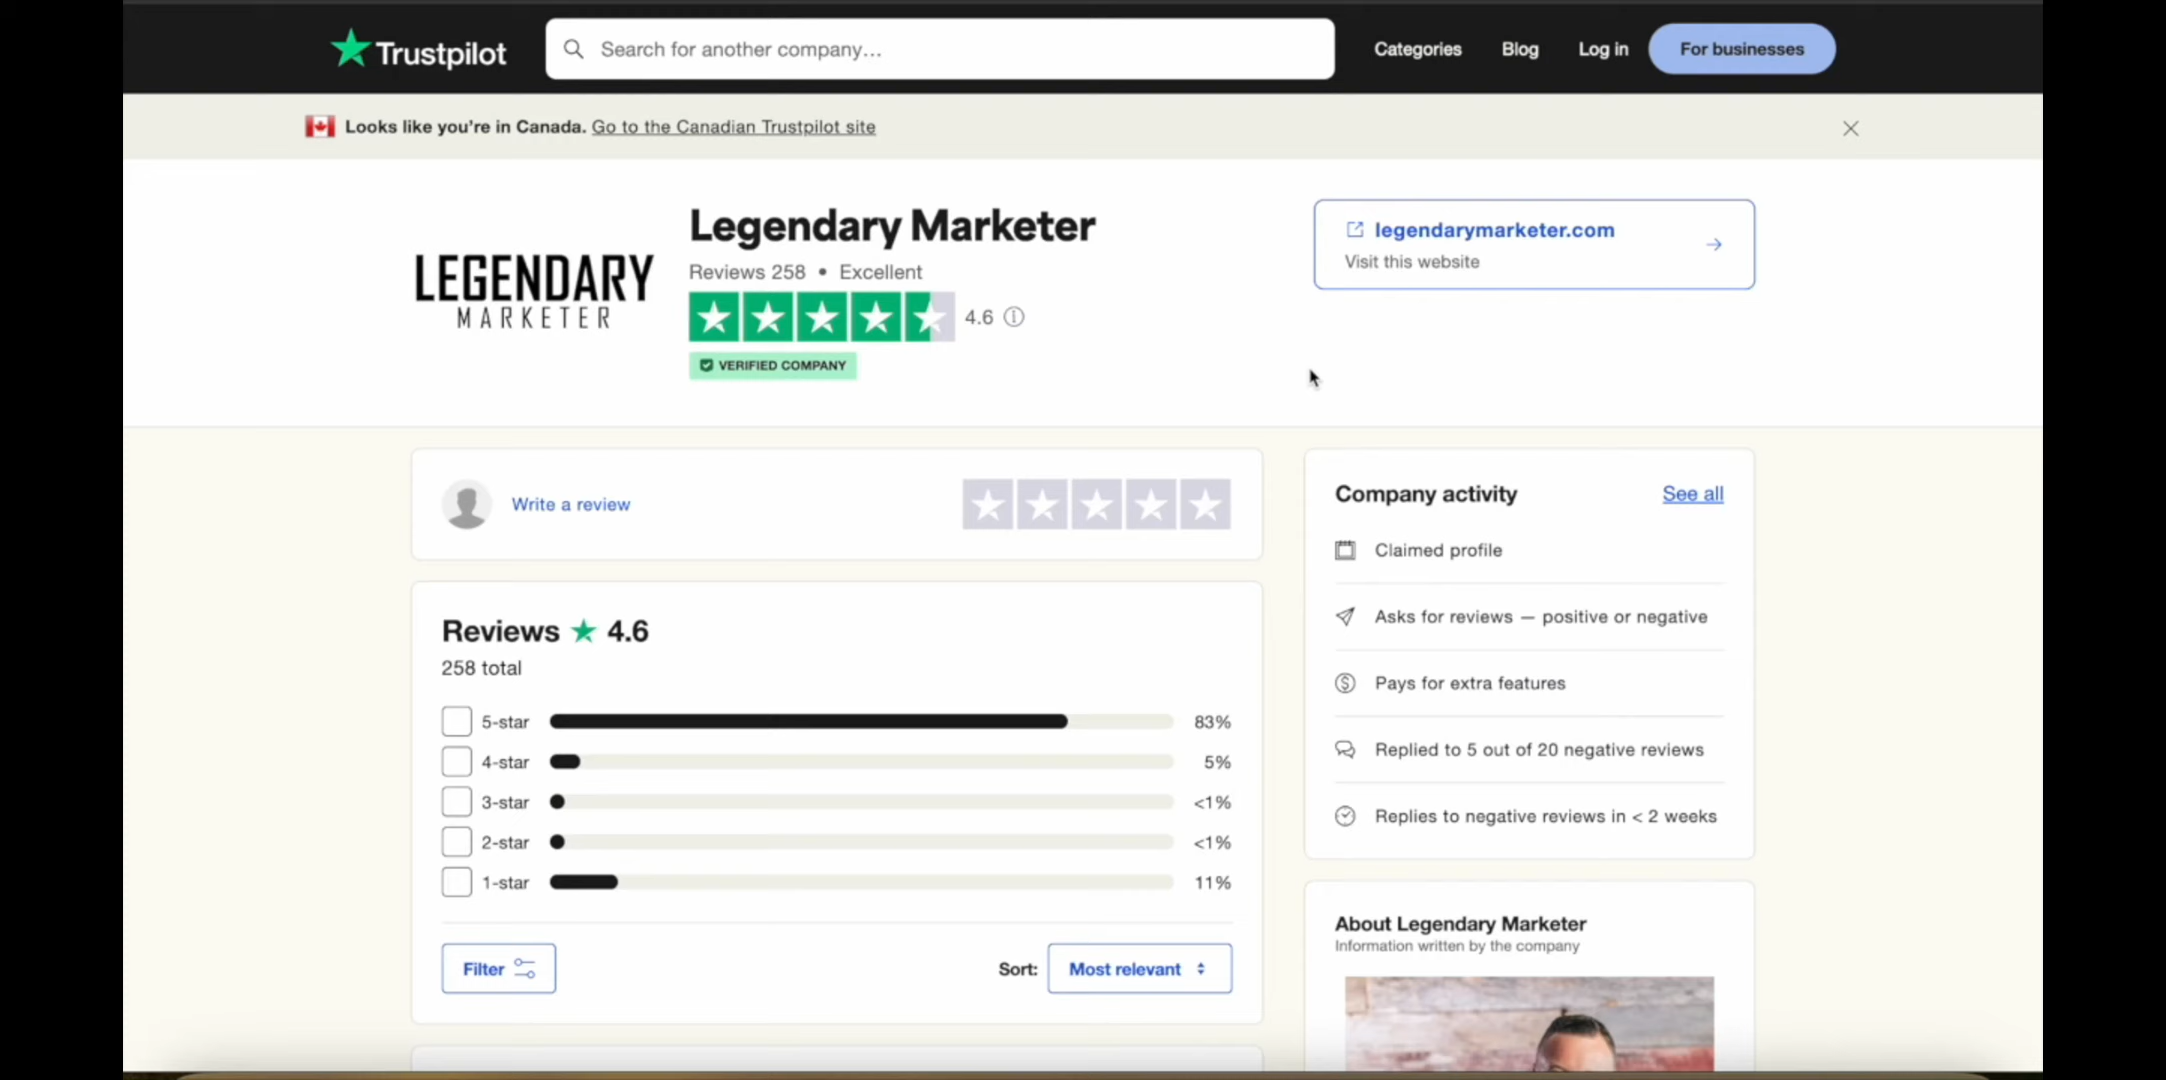 Trustpilot
Search for another company...
Categories
Blog
Log in
For businesses
Looks like you're in Canada. Go to the Canadian Trustpilot site
LEGENDARY
MARKETER
Legendary Marketer
Reviews 258 • Excellent
4.6
VERIFIED COMPANY
legendarymarketer.com
Visit this website
Write a review
Reviews 4.6
258 total
5-star 83%
4-star 5%
3-star <1%
2-star <1%
1-star 11%
Filter
Sort: Most relevant
Company activity
See all
Claimed profile
Asks for reviews — positive or negative
Pays for extra features
Replied to 5 out of 20 negative reviews
Replies to negative reviews in < 2 weeks
About Legendary Marketer
Information written by the company